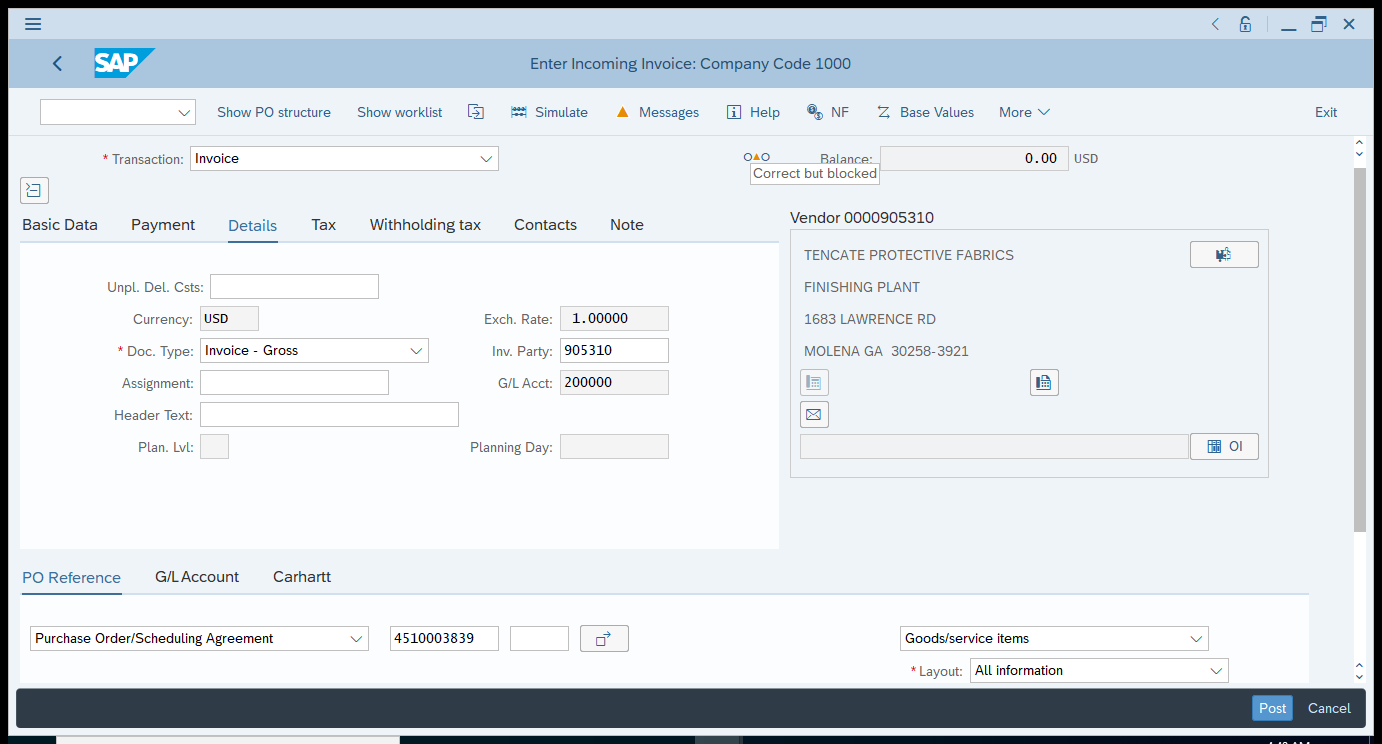 SAP
Enter Incoming Invoice: Company Code 1000
Show PO structure Show worklist Simulate Messages Help NF Base Values More Exit
* Transaction: Invoice Balance: 0.00 USD
Correct but blocked
Basic Data Payment Details Tax Withholding tax Contacts Note
Vendor 0000905310
TENCATE PROTECTIVE FABRICS
FINISHING PLANT
1683 LAWRENCE RD
MOLENA GA 30258-3921
OI
Unpl. Del. Csts:
Currency: USD Exch. Rate: 1.00000
* Doc. Type: Invoice - Gross Inv. Party: 905310
Assignment: G/L Acct: 200000
Header Text:
Plan. Lvl: Planning Day:
PO Reference G/L Account Carhartt
Purchase Order/Scheduling Agreement 4510003839 Goods/service items
* Layout: All information
Post Cancel